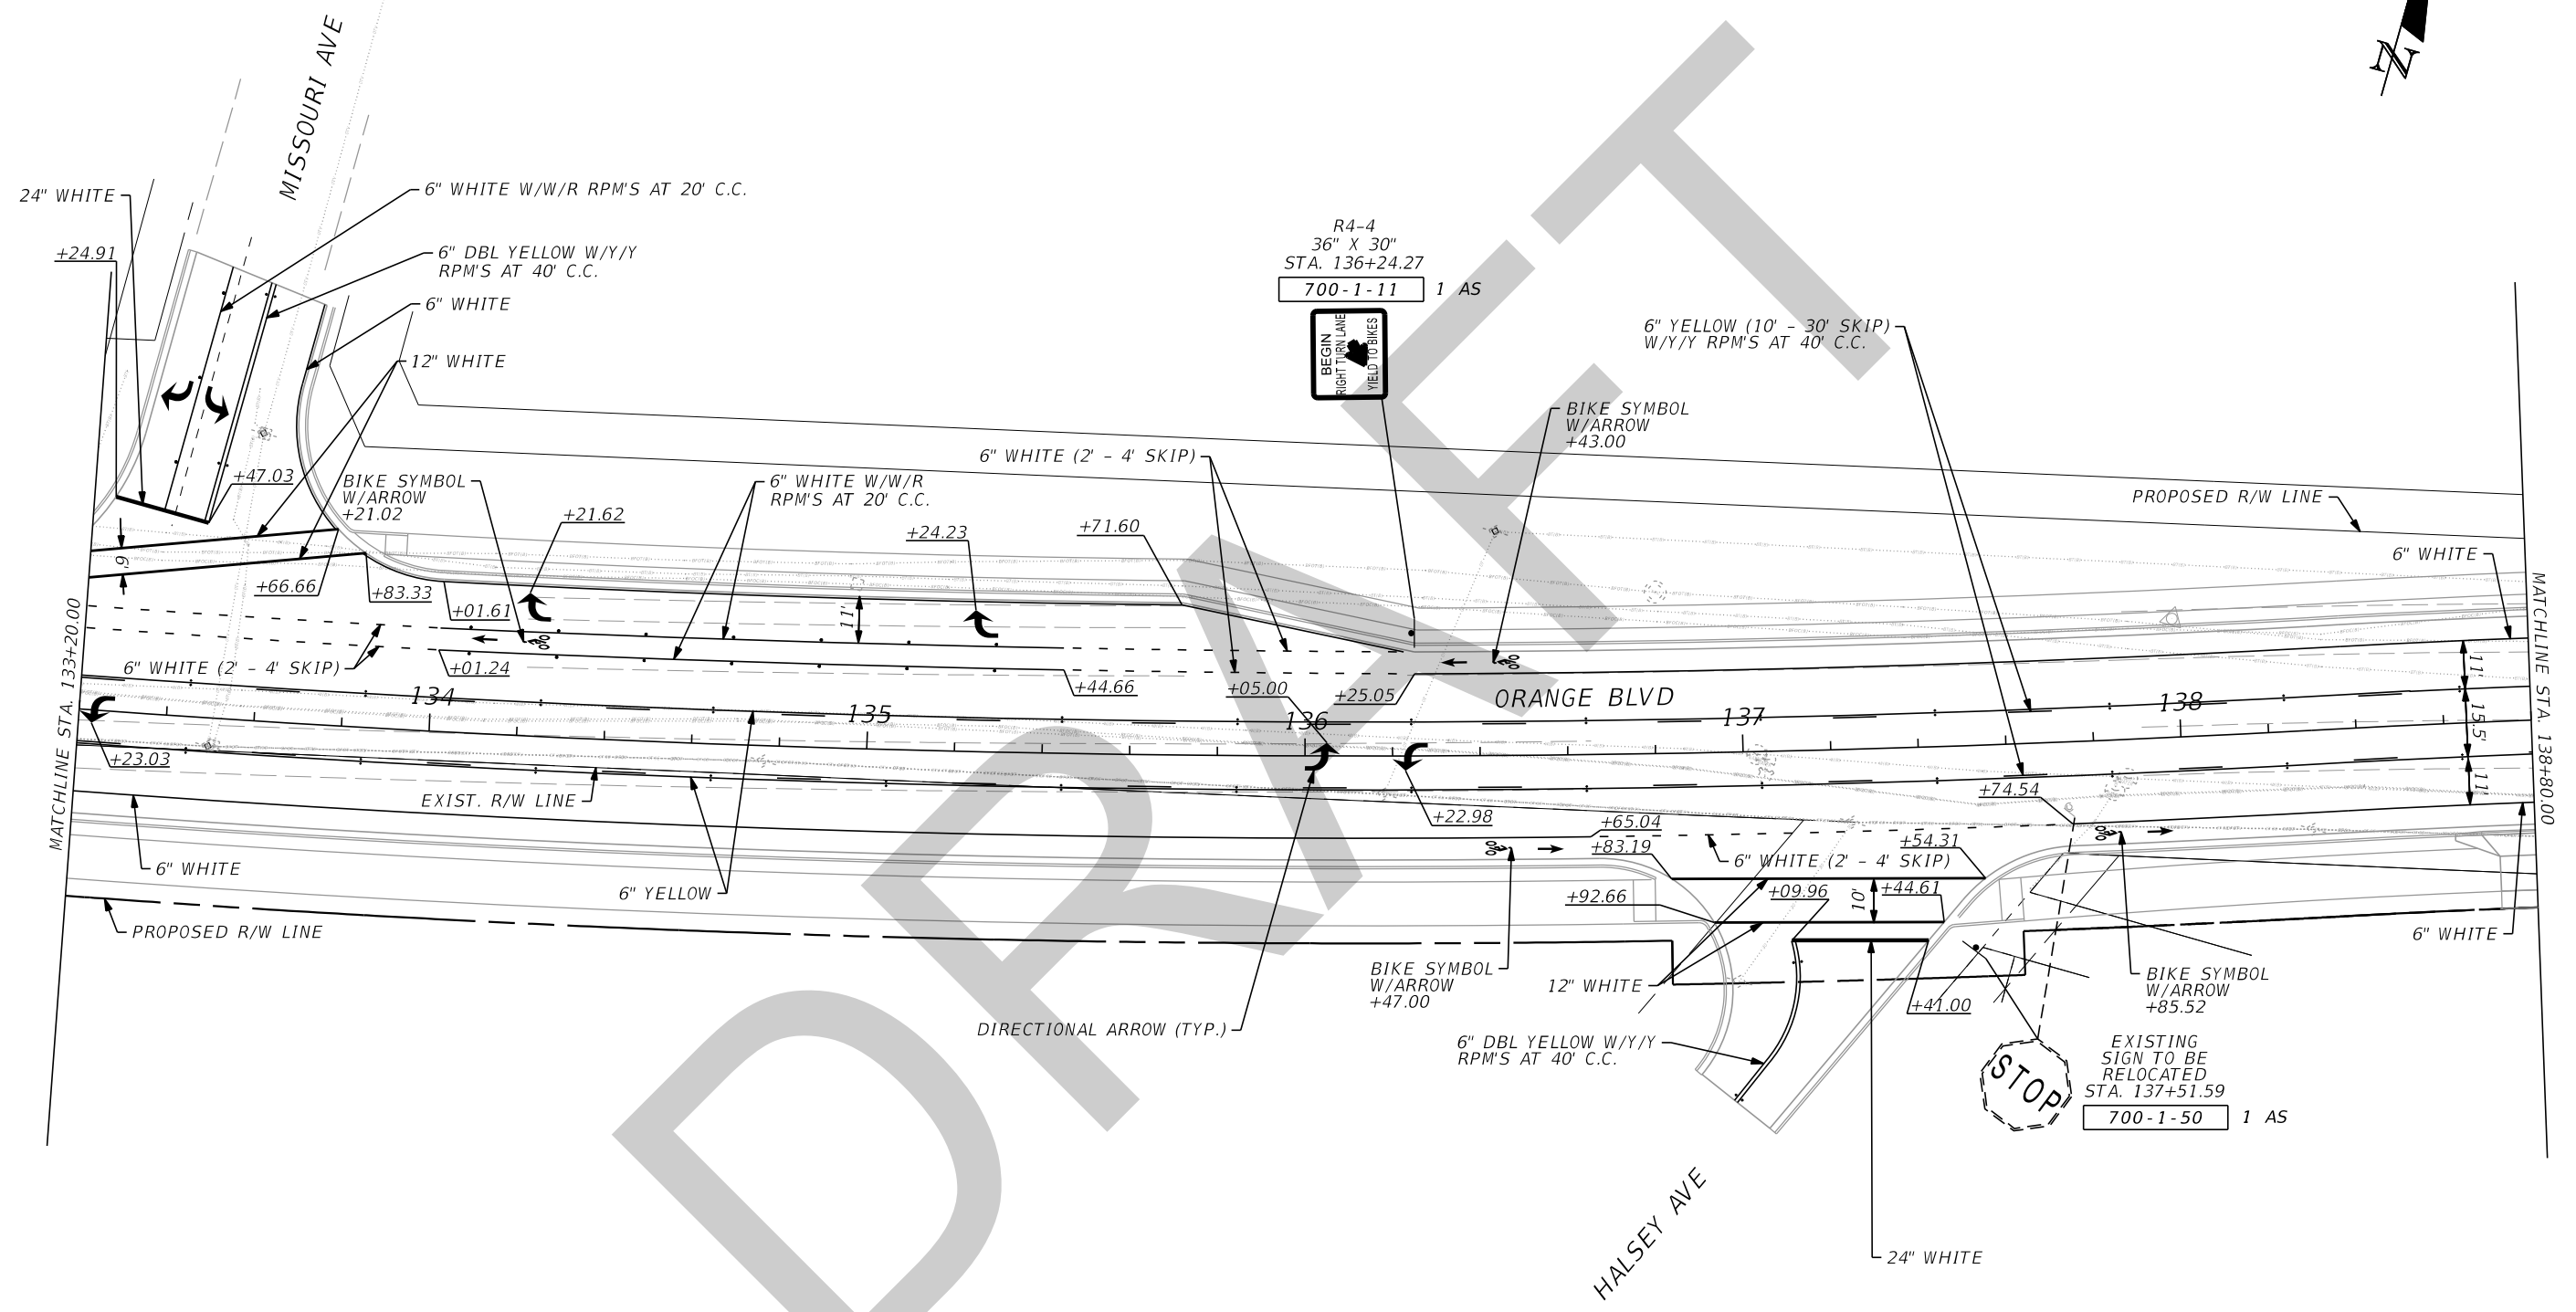 MISSOURI AVE
N
24" WHITE
6" WHITE W/W/R RPM'S AT 20' C.C.
+24.91
6" DBL YELLOW W/Y/Y
RPM'S AT 40' C.C.
6" WHITE
12" WHITE
R4-4
36" X 30"
STA. 136+24.27
700-1-11 1 AS
BEGIN
RIGHT TURN LANE
YIELD TO BIKES
6" YELLOW (10' - 30' SKIP)
W/Y/Y RPM'S AT 40' C.C.
BIKE SYMBOL
W/ARROW
+43.00
6" WHITE (2' - 4' SKIP)
+47.03
BIKE SYMBOL
W/ARROW
+21.02
6" WHITE W/W/R
RPM'S AT 20' C.C.
PROPOSED R/W LINE
+21.62
+24.23
+71.60
6" WHITE
9'
+66.66
+83.33
+01.61
11'
6" WHITE (2' - 4' SKIP)
+01.24
+44.66
+05.00
+25.05
ORANGE BLVD
134
135
136
137
138
11'
15.5'
11'
MATCHLINE STA. 133+20.00
MATCHLINE STA. 138+80.00
+23.03
EXIST. R/W LINE
+22.98
+74.54
+65.04
+83.19
6" WHITE (2' - 4' SKIP)
+54.31
6" WHITE
6" YELLOW
+92.66
+09.96
10'
+44.61
PROPOSED R/W LINE
6" WHITE
BIKE SYMBOL
W/ARROW
+47.00
12" WHITE
+41.00
BIKE SYMBOL
W/ARROW
+85.52
DIRECTIONAL ARROW (TYP.)
6" DBL YELLOW W/Y/Y
RPM'S AT 40' C.C.
STOP
EXISTING
SIGN TO BE
RELOCATED
STA. 137+51.59
700-1-50 1 AS
HALSEY AVE
24" WHITE
DRAFT